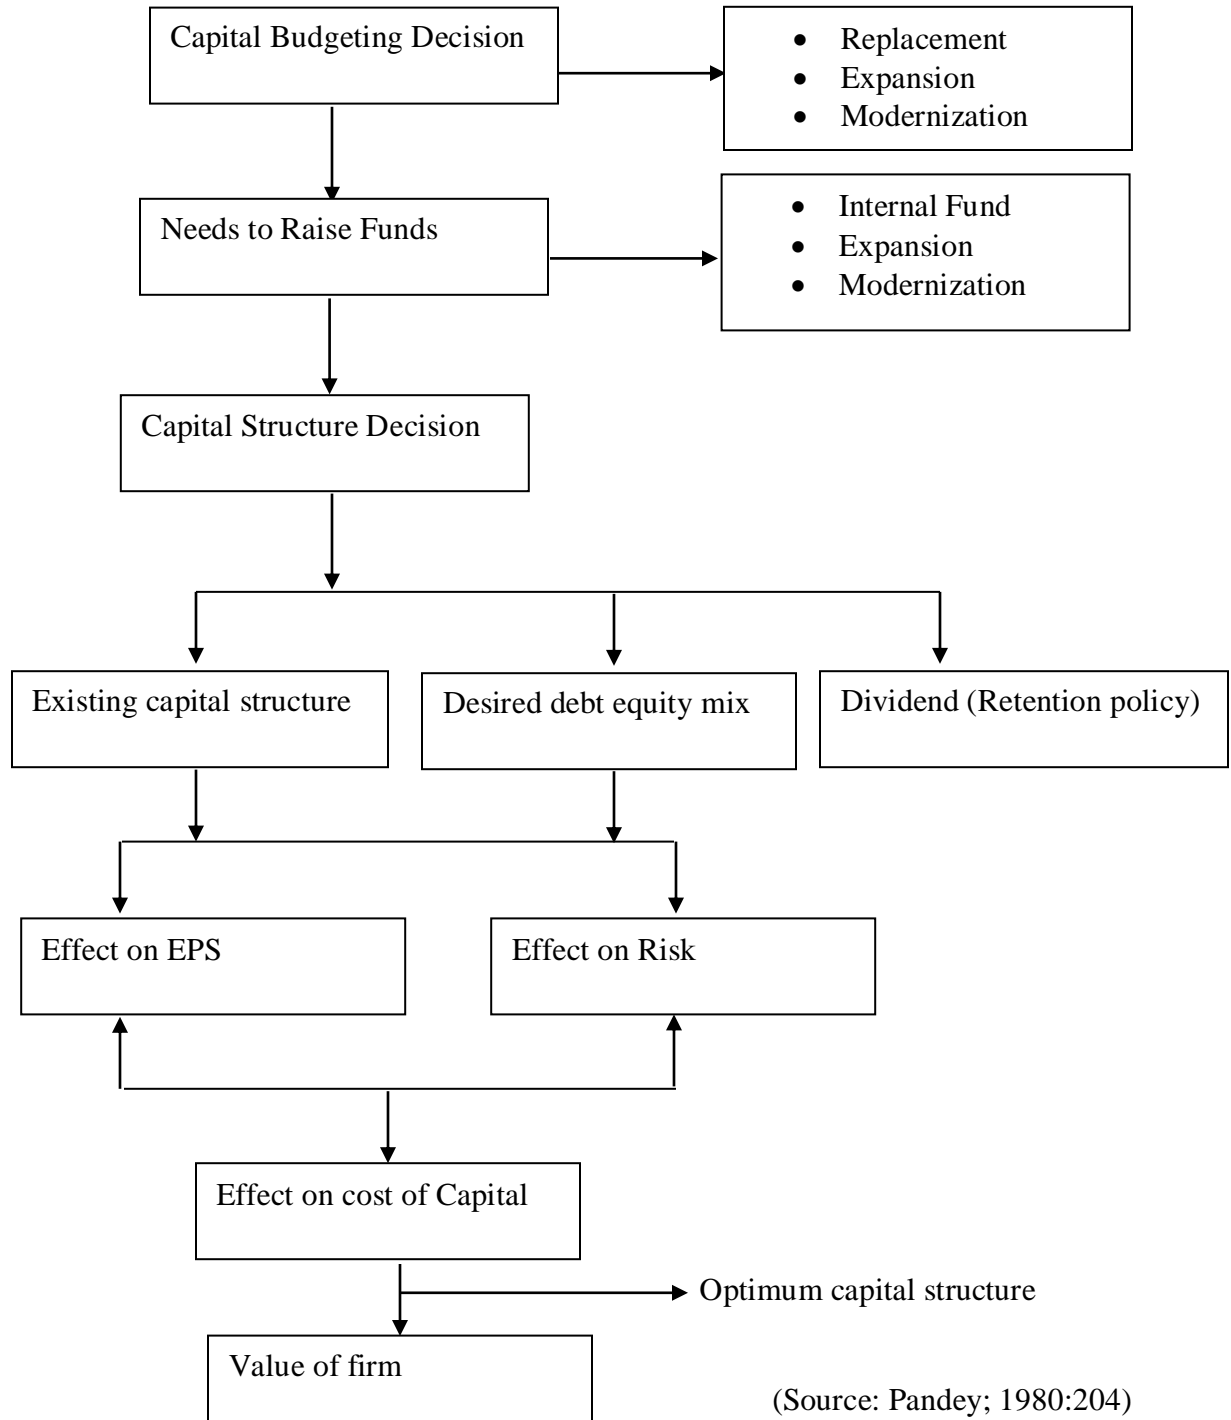 Capital Budgeting Decision
• Replacement
• Expansion
• Modernization
Needs to Raise Funds
• Internal Fund
• Expansion
• Modernization
Capital Structure Decision
Existing capital structure
Desired debt equity mix
Dividend (Retention policy)
Effect on EPS
Effect on Risk
Effect on cost of Capital
Optimum capital structure
Value of firm
(Source: Pandey; 1980:204)